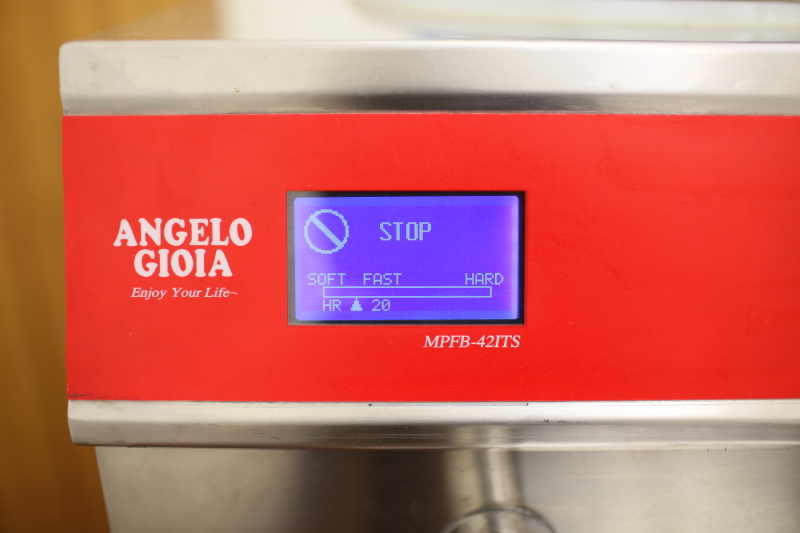 ANGELO
GIOIA
Enjoy Your Life~
STOP
SOFT FAST HARD
HR 20
MPFB-42ITS